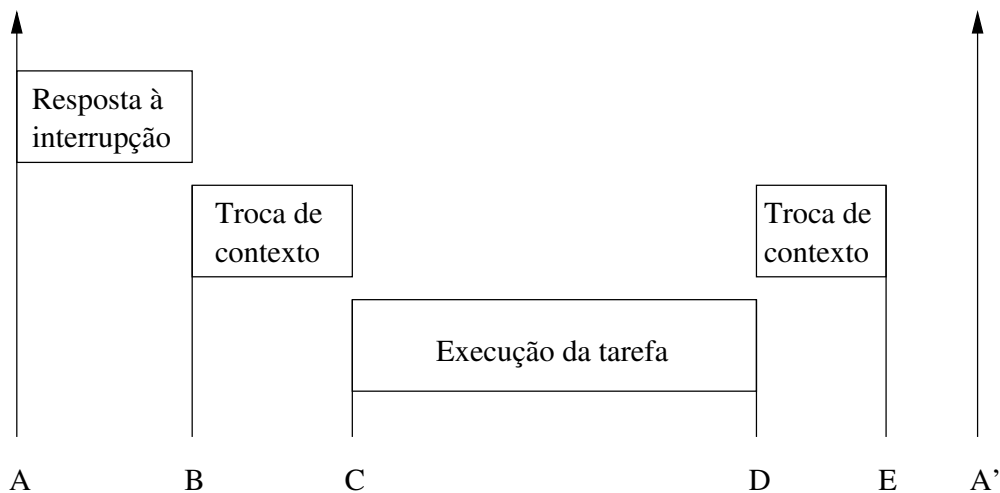 Resposta à
interrupção
Troca de
contexto
Troca de
contexto
Execução da tarefa
A B C D E A'